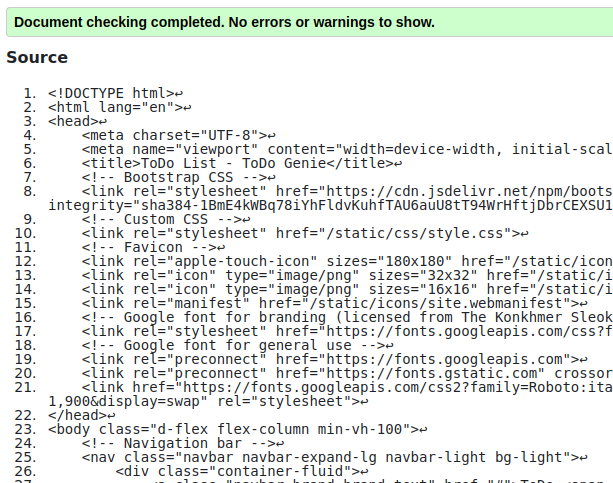 Document checking completed. No errors or warnings to show.
Source
1. <!DOCTYPE html>↩
2. <html lang="en">↩
3. <head>↩
4. <meta charset="UTF-8">↩
5. <meta name="viewport" content="width=device-width, initial-scal
6. <title>ToDo List - ToDo Genie</title>↩
7. <!-- Bootstrap CSS -->↩
8. <link rel="stylesheet" href="https://cdn.jsdelivr.net/npm/boots
integrity="sha384-1BmE4kWBq78iYhFldvKuhfTAU6auU8tT94WrHftjDbrCEXSU1
9. <!-- Custom CSS -->↩
10. <link rel="stylesheet" href="/static/css/style.css">↩
11. <!-- Favicon -->↩
12. <link rel="apple-touch-icon" sizes="180x180" href="/static/icon
13. <link rel="icon" type="image/png" sizes="32x32" href="/static/i
14. <link rel="icon" type="image/png" sizes="16x16" href="/static/i
15. <link rel="manifest" href="/static/icons/site.webmanifest">↩
16. <!-- Google font for branding (licensed from The Konkhmer Sleok
17. <link rel="stylesheet" href="https://fonts.googleapis.com/css?f
18. <!-- Google font for general use -->↩
19. <link rel="preconnect" href="https://fonts.googleapis.com">↩
20. <link rel="preconnect" href="https://fonts.gstatic.com" crossor
21. <link href="https://fonts.googleapis.com/css2?family=Roboto:ita
1,900&display=swap" rel="stylesheet">↩
22. </head>↩
23. <body class="d-flex flex-column min-vh-100">↩
24. <!-- Navigation bar -->↩
25. <nav class="navbar navbar-expand-lg navbar-light bg-light">↩
26. <div class="container-fluid">↩